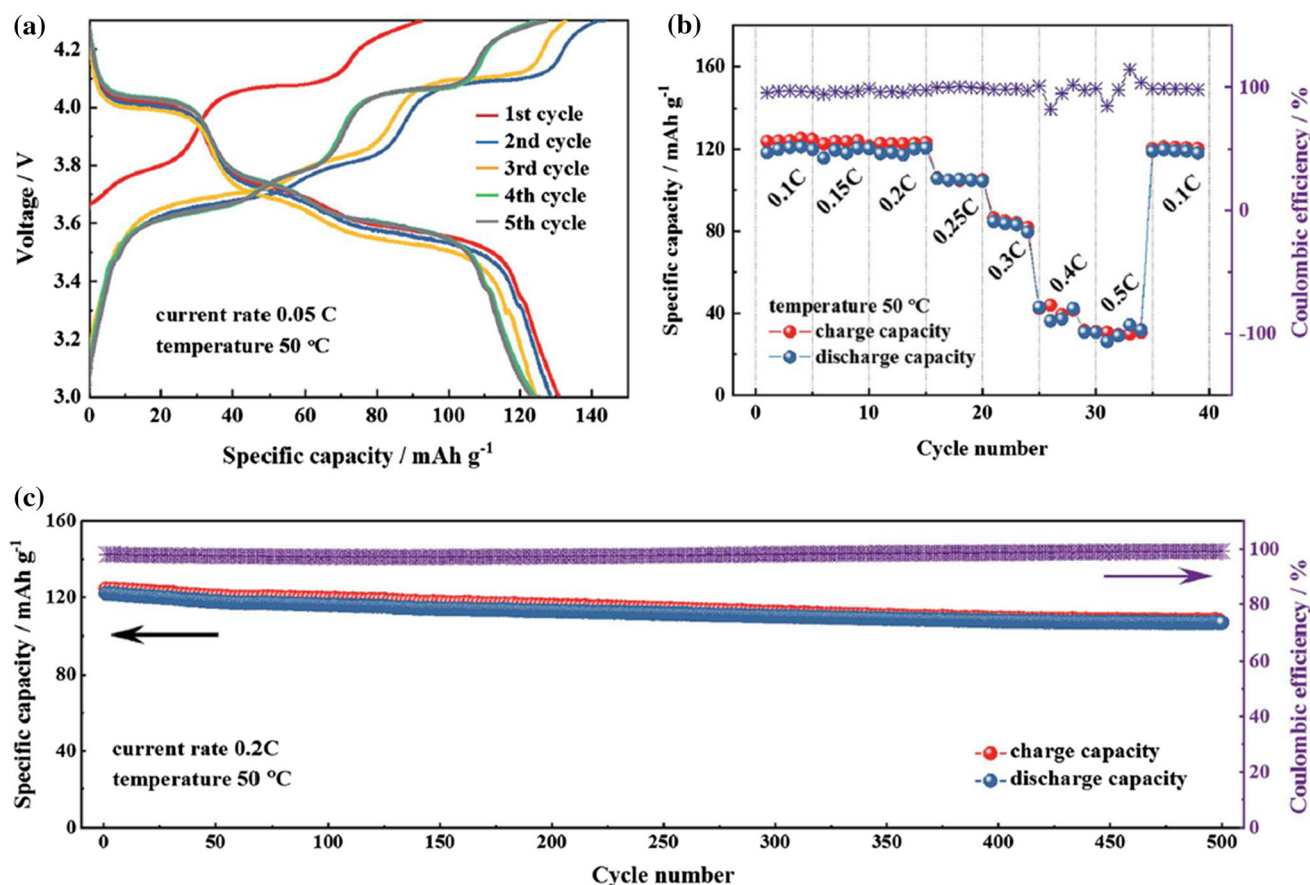 (a)
4.2
4.0
3.8
3.6
3.4
3.2
3.0
Voltage / V
1st cycle
2nd cycle
3rd cycle
4th cycle
5th cycle
current rate 0.05 C
temperature 50 °C
0 20 40 60 80 100 120 140
Specific capacity / mAh g-1
(b)
160
120
80
40
0
Specific capacity / mAh g-1
0.1C
0.15C
0.2C
0.25C
0.3C
0.4C
0.5C
0.1C
temperature 50 °C
charge capacity
discharge capacity
100
0
-100
Coulombic efficiency / %
0 10 20 30 40
Cycle number
(c)
160
120
80
40
0
Specific capacity / mAh g-1
current rate 0.2C
temperature 50 °C
charge capacity
discharge capacity
100
80
60
40
20
0
Coulombic efficiency / %
0 50 100 150 200 250 300 350 400 450 500
Cycle number